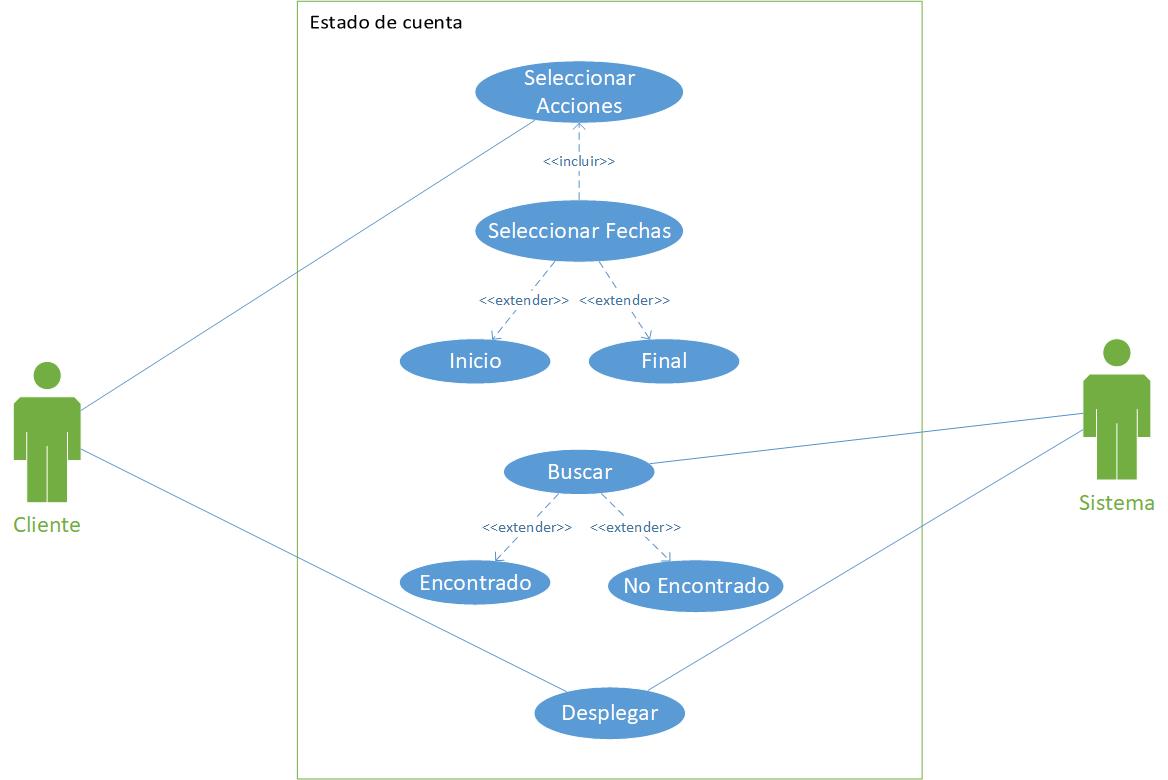 Estado de cuenta
Seleccionar
Acciones
<<incluir>>
Seleccionar Fechas
<<extender>> <<extender>>
Inicio
Final
Cliente
Sistema
Buscar
<<extender>> <<extender>>
Encontrado
No Encontrado
Desplegar